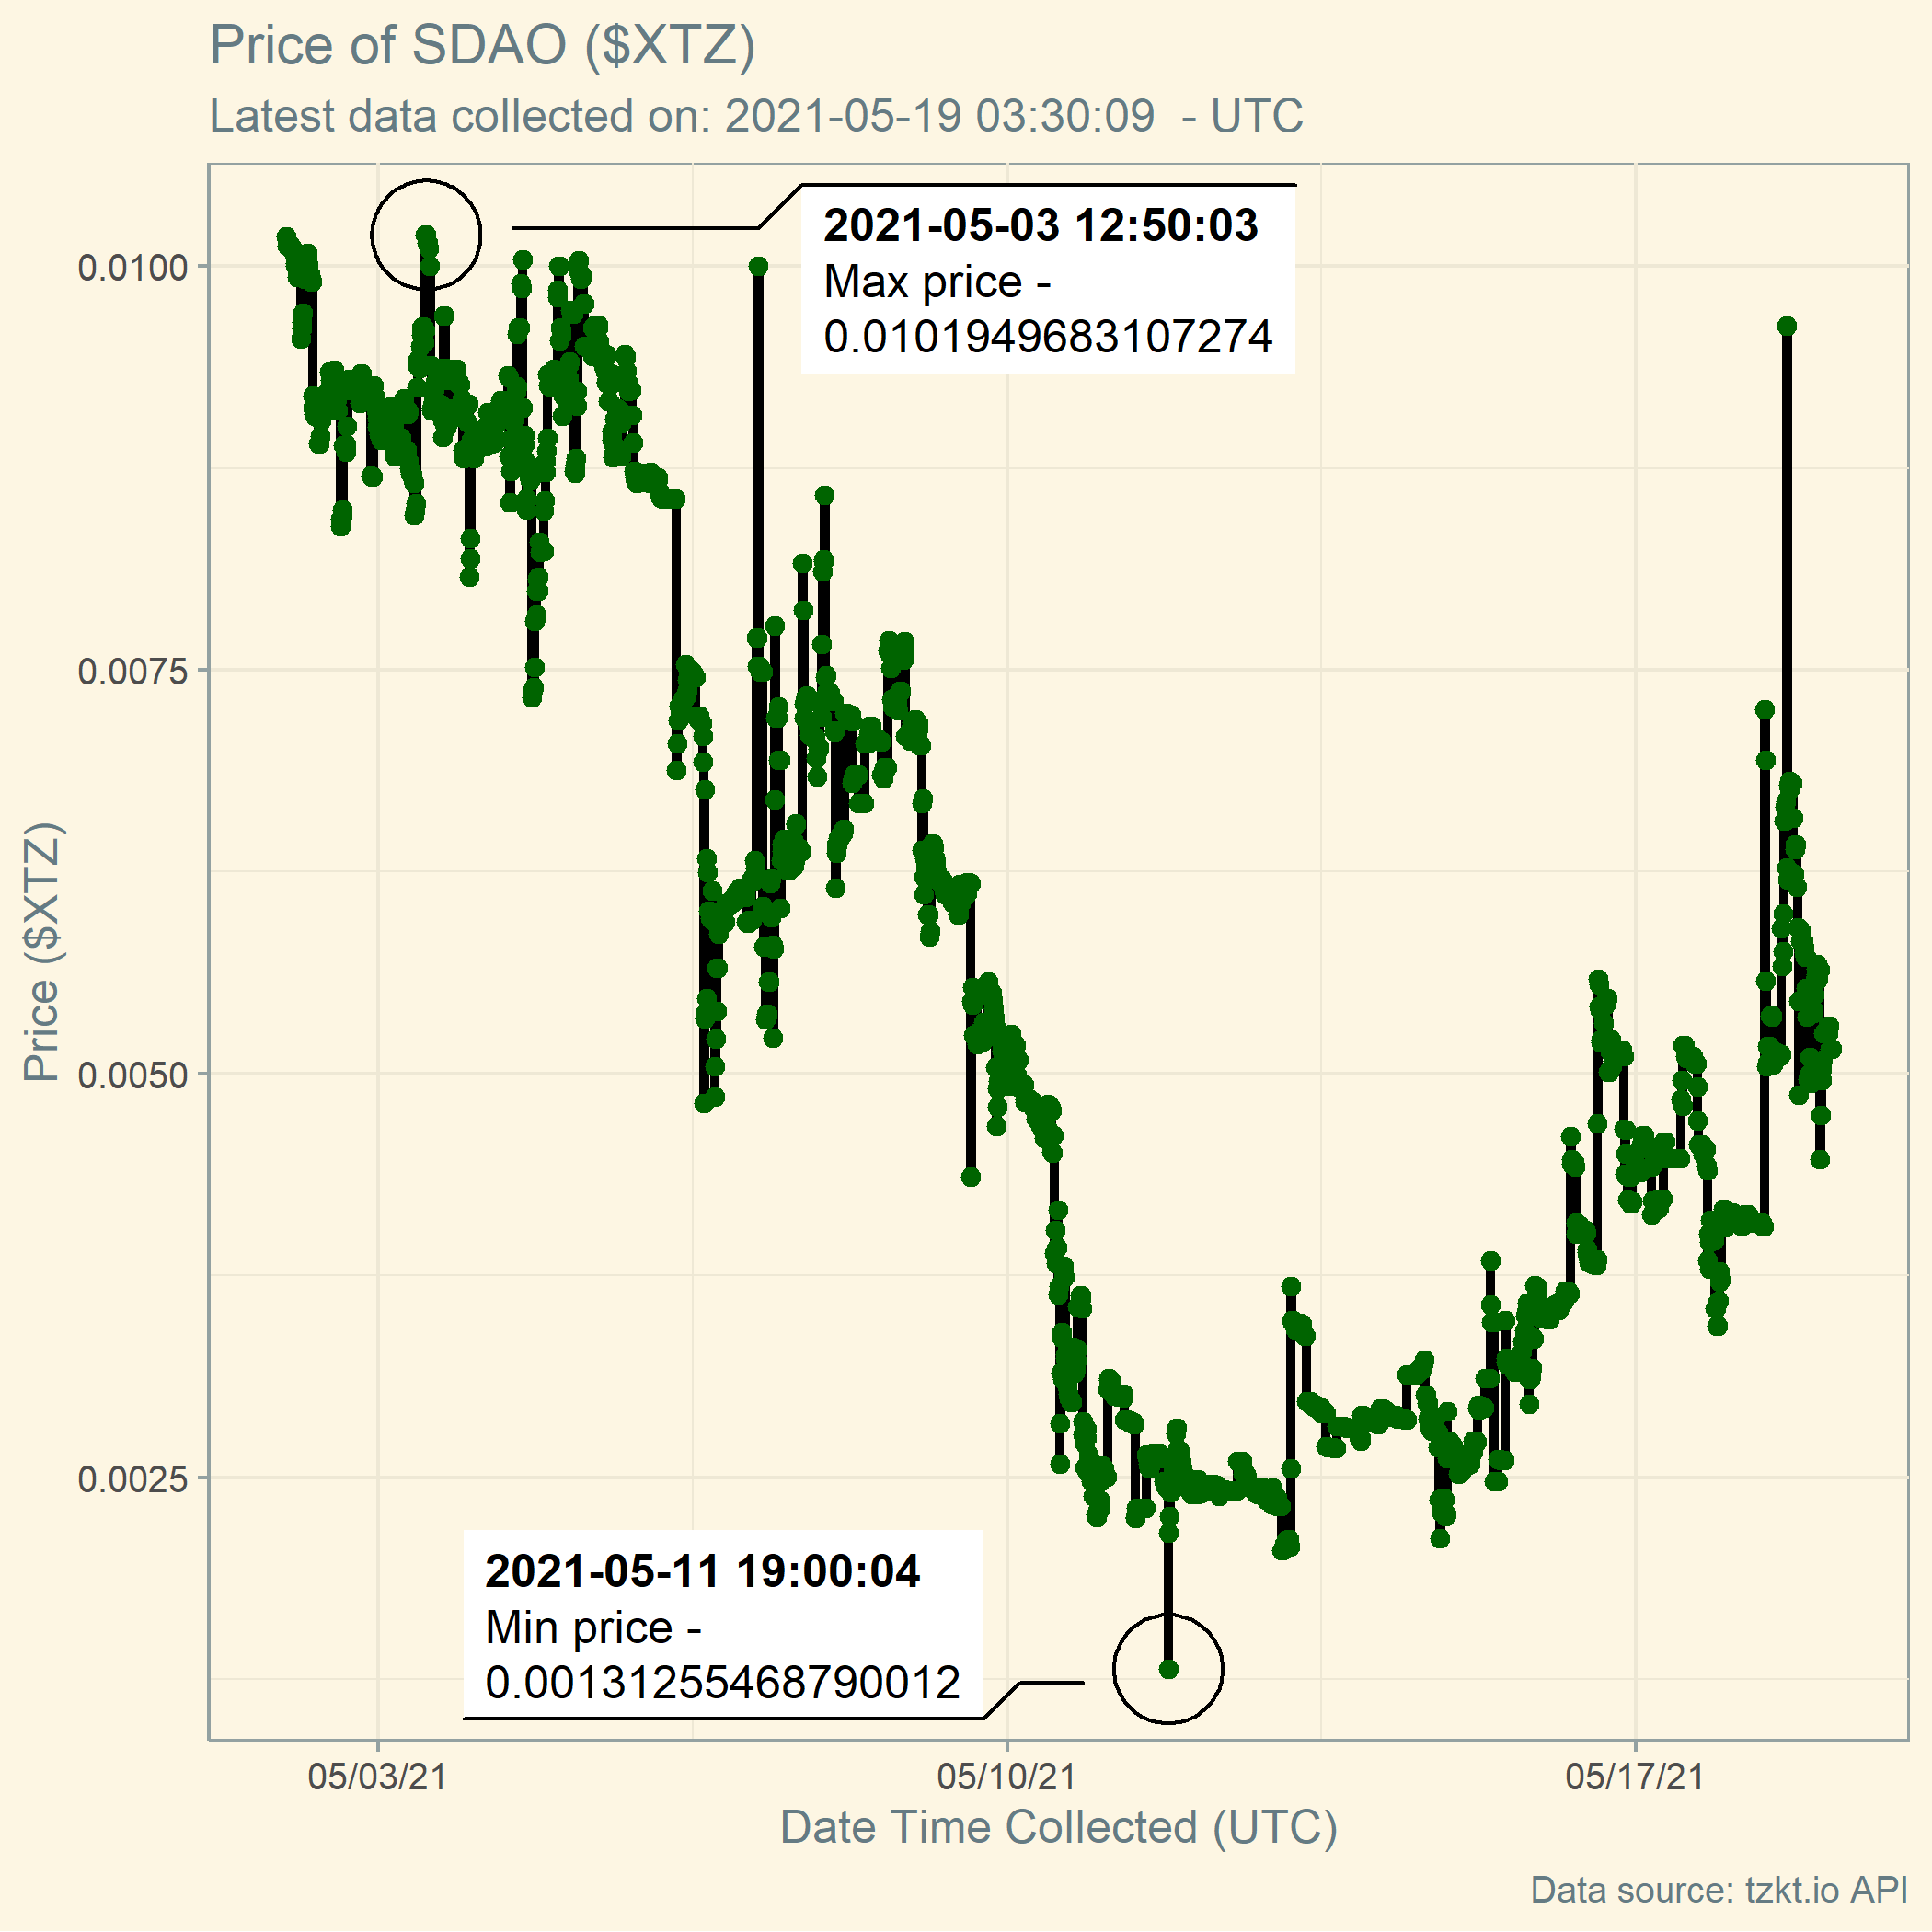 Price of SDAO ($XTZ)
Latest data collected on: 2021-05-19 03:30:09  - UTC
2021-05-03 12:50:03
Max price -
0.0101949683107274
0.0100
0.0075
0.0050
0.0025
Price ($XTZ)
2021-05-11 19:00:04
Min price -
0.00131255468790012
05/03/21
05/10/21
05/17/21
Date Time Collected (UTC)
Data source: tzkt.io API